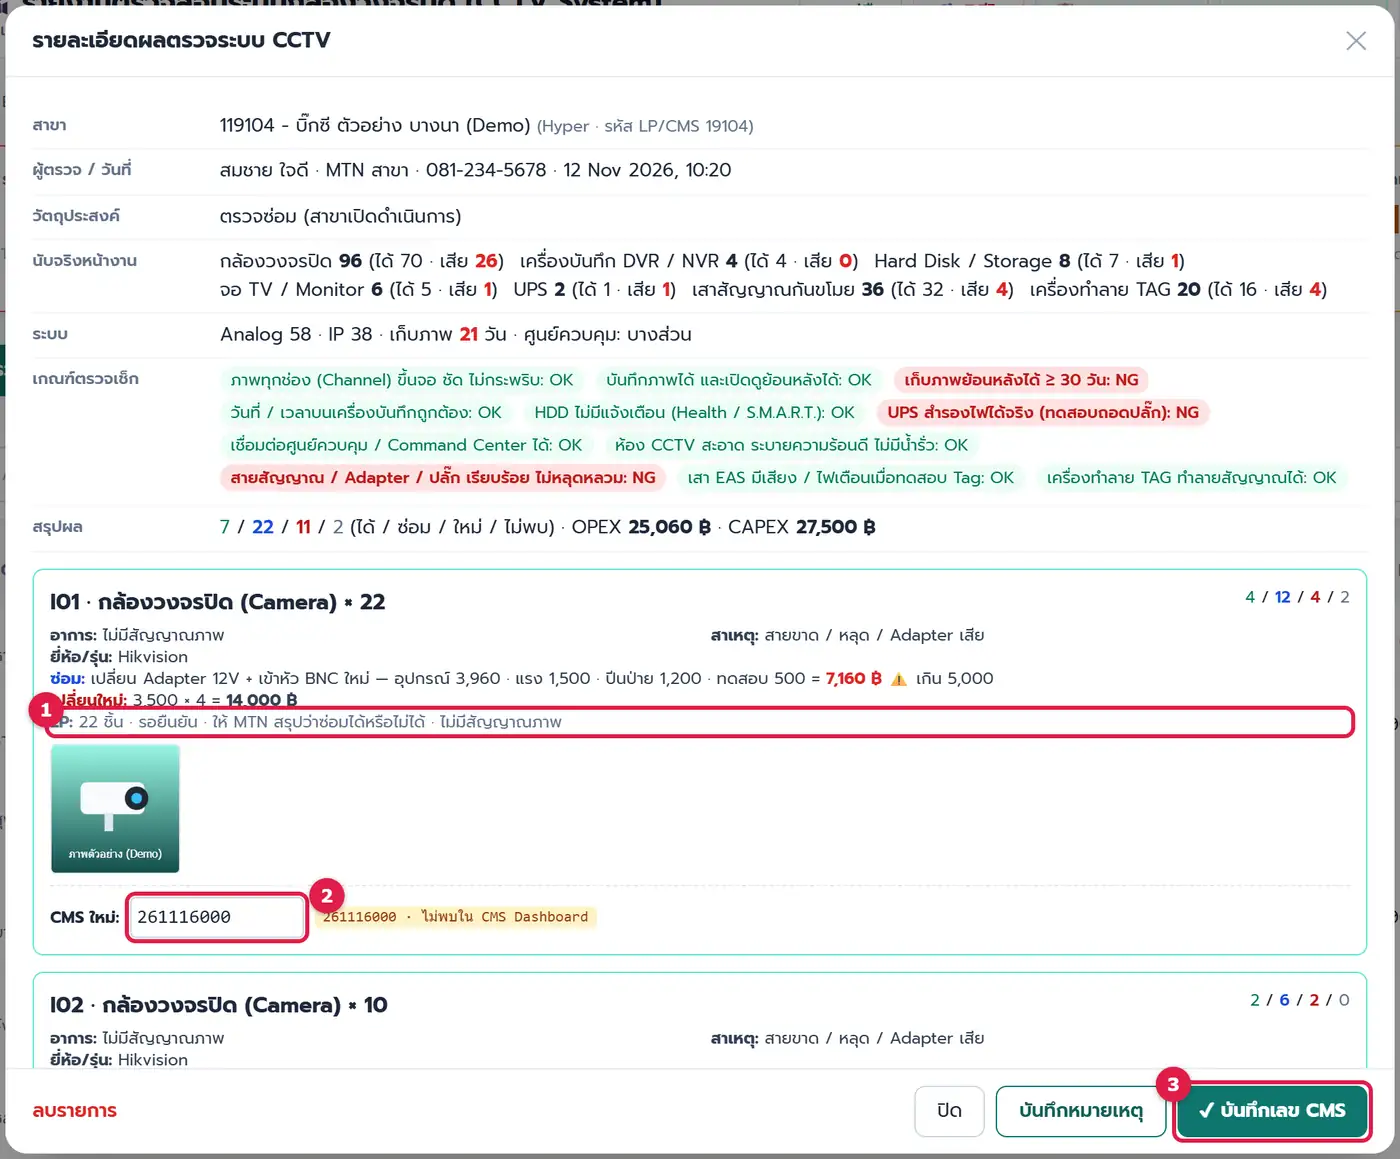 รายละเอียดผลตรวจระบบ CCTV
สาขา
119104 - บิ๊กซี ตัวอย่าง บางนา (Demo) (Hyper · รหัส LP/CMS 19104)
ผู้ตรวจ / วันที่
สมชาย ใจดี · MTN สาขา · 081-234-5678 · 12 Nov 2026, 10:20
วัตถุประสงค์
ตรวจซ่อม (สาขาเปิดดำเนินการ)
นับจริงหน้างาน
กล้องวงจรปิด 96 (ได้ 70 · เสีย 26) เครื่องบันทึก DVR / NVR 4 (ได้ 4 · เสีย 0) Hard Disk / Storage 8 (ได้ 7 · เสีย 1)
จอ TV / Monitor 6 (ได้ 5 · เสีย 1) UPS 2 (ได้ 1 · เสีย 1) เสาสัญญาณกันขโมย 36 (ได้ 32 · เสีย 4) เครื่องทำลาย TAG 20 (ได้ 16 · เสีย 4)
ระบบ
Analog 58 · IP 38 · เก็บภาพ 21 วัน · ศูนย์ควบคุม: บางส่วน
เกณฑ์ตรวจเช็ก
ภาพทุกช่อง (Channel) ขึ้นจอ ชัด ไม่กระพริบ: OK บันทึกภาพได้ และเปิดดูย้อนหลังได้: OK เก็บภาพย้อนหลังได้ ≥ 30 วัน: NG
วันที่ / เวลาบนเครื่องบันทึกถูกต้อง: OK HDD ไม่มีแจ้งเตือน (Health / S.M.A.R.T.): OK UPS สำรองไฟได้จริง (ทดสอบถอดปลั๊ก): NG
เชื่อมต่อศูนย์ควบคุม / Command Center ได้: OK ห้อง CCTV สะอาด ระบายความร้อนดี ไม่มีน้ำรั่ว: OK
สายสัญญาณ / Adapter / ปลั๊ก เรียบร้อย ไม่หลุดหลวม: NG เสา EAS มีเสียง / ไฟเตือนเมื่อทดสอบ Tag: OK เครื่องทำลาย TAG ทำลายสัญญาณได้: OK
สรุปผล
7 / 22 / 11 / 2 (ได้ / ซ่อม / ใหม่ / ไม่พบ) · OPEX 25,060 ฿ · CAPEX 27,500 ฿
I01 · กล้องวงจรปิด (Camera) × 22
4 / 12 / 4 / 2
อาการ: ไม่มีสัญญาณภาพ
สาเหตุ: สายขาด / หลุด / Adapter เสีย
ยี่ห้อ/รุ่น: Hikvision
ซ่อม: เปลี่ยน Adapter 12V + เข้าหัว BNC ใหม่ — อุปกรณ์ 3,960 · แรง 1,500 · ปีนป่าย 1,200 · ทดสอบ 500 = 7,160 ฿ ⚠️ เกิน 5,000
ปลี่ยนใหม่: 3,500 × 4 = 14,000 ฿
1
P: 22 ชิ้น · รอยืนยัน · ให้ MTN สรุปว่าซ่อมได้หรือไม่ได้ · ไม่มีสัญญาณภาพ
ภาพตัวอย่าง (Demo)
2
CMS ใหม่: 261116000 261116000 · ไม่พบใน CMS Dashboard
I02 · กล้องวงจรปิด (Camera) × 10
2 / 6 / 2 / 0
อาการ: ไม่มีสัญญาณภาพ
สาเหตุ: สายขาด / หลุด / Adapter เสีย
ยี่ห้อ/รุ่น: Hikvision
3
ลบรายการ
ปิด
บันทึกหมายเหตุ
✓ บันทึกเลข CMS